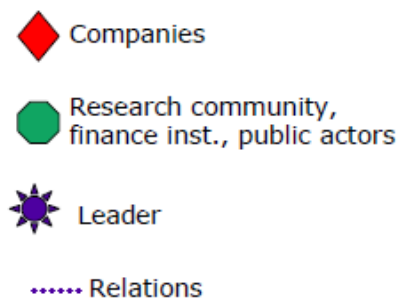 Companies
Research community,
finance inst., public actors
Leader
Relations